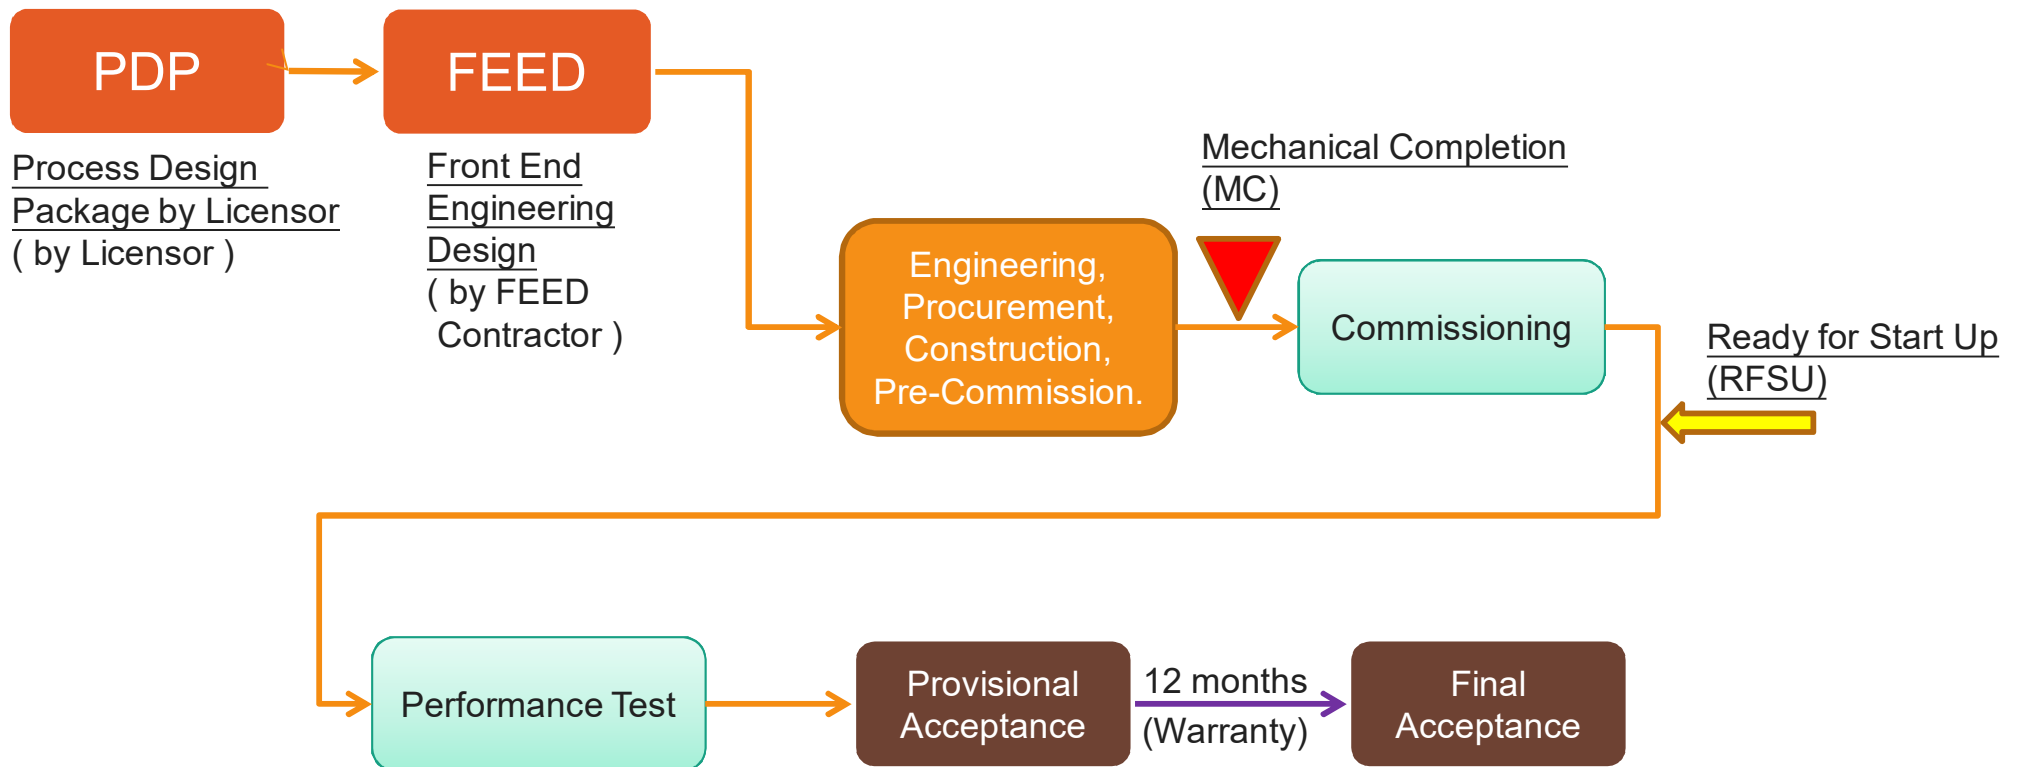 PDP
FEED
Process Design
Package by Licensor
( by Licensor )
Front End
Engineering
Design
( by FEED
Contractor )
Mechanical Completion
(MC)
Engineering,
Procurement,
Construction,
Pre-Commission.
Commissioning
Ready for Start Up
(RFSU)
Performance Test
Provisional
Acceptance
12 months
(Warranty)
Final
Acceptance